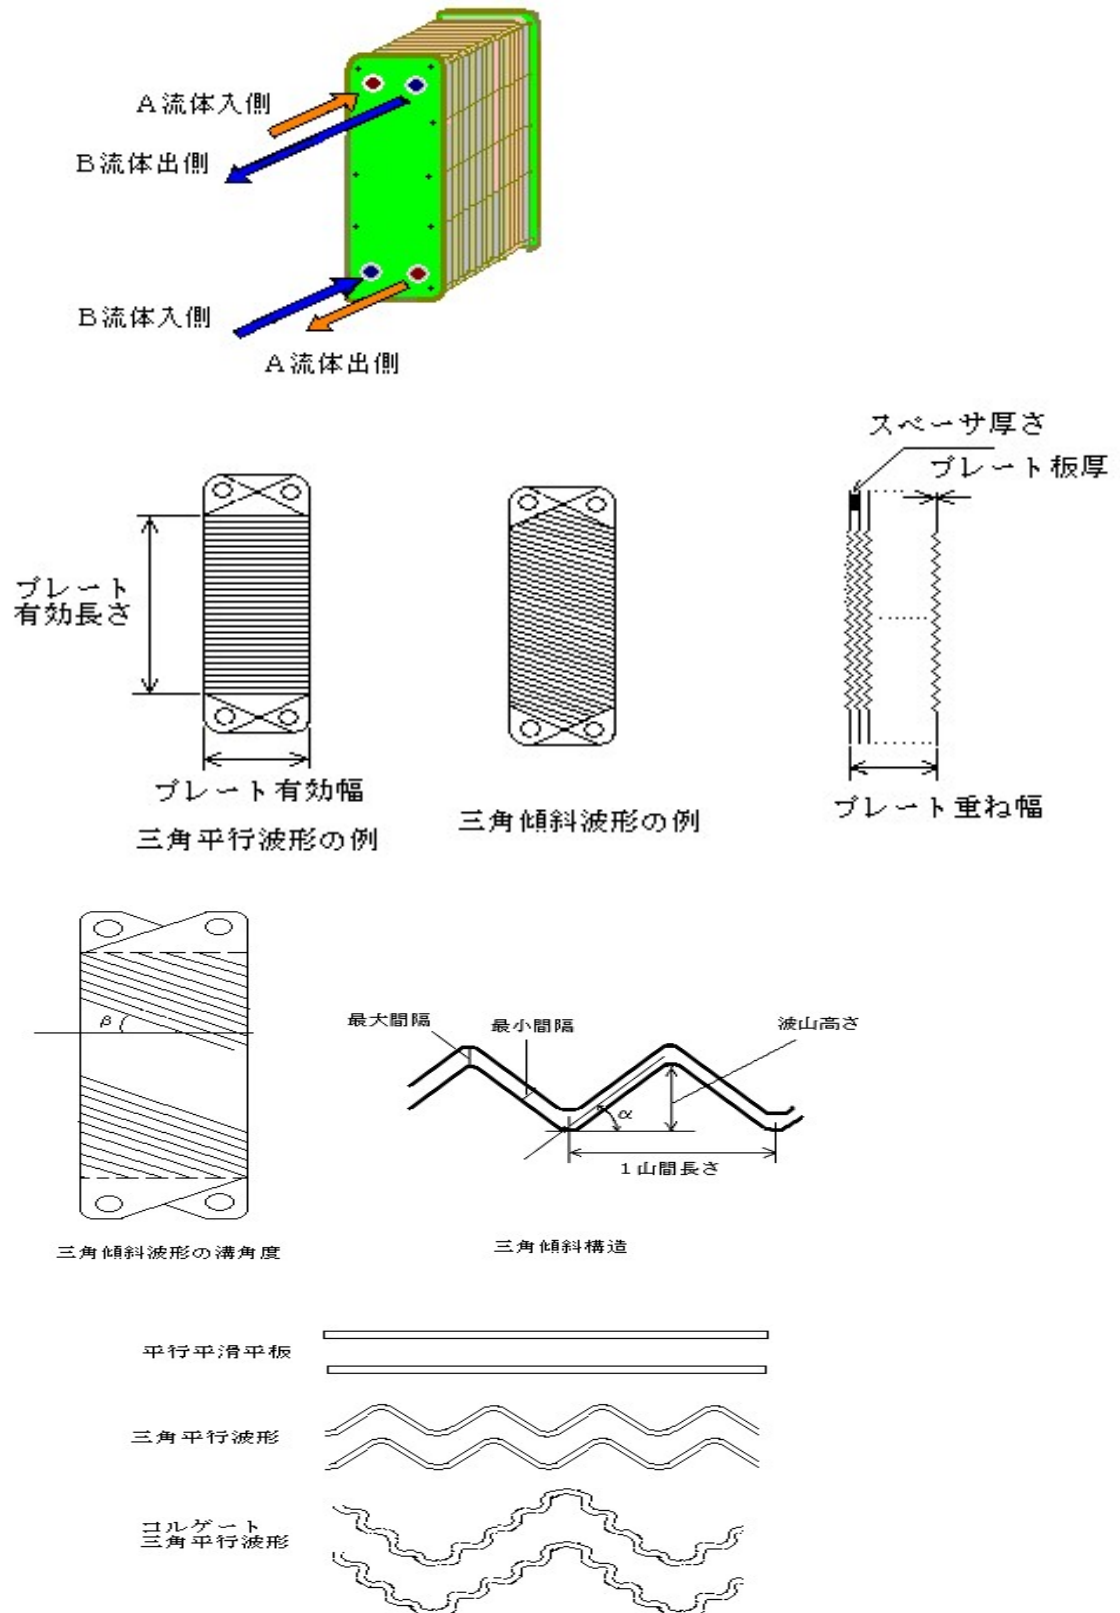 A流体入側
B流体出側
B流体入側
A流体出側
スペーサ厚さ
プレート板厚
プレート
有効長さ
プレート有効幅
三角平行波形の例
三角傾斜波形の例
プレート重ね幅
β
最大間隔
最小間隔
波山高さ
α
1山間長さ
三角傾斜波形の溝角度
三角傾斜構造
平行平滑平板
三角平行波形
コルゲート
三角平行波形